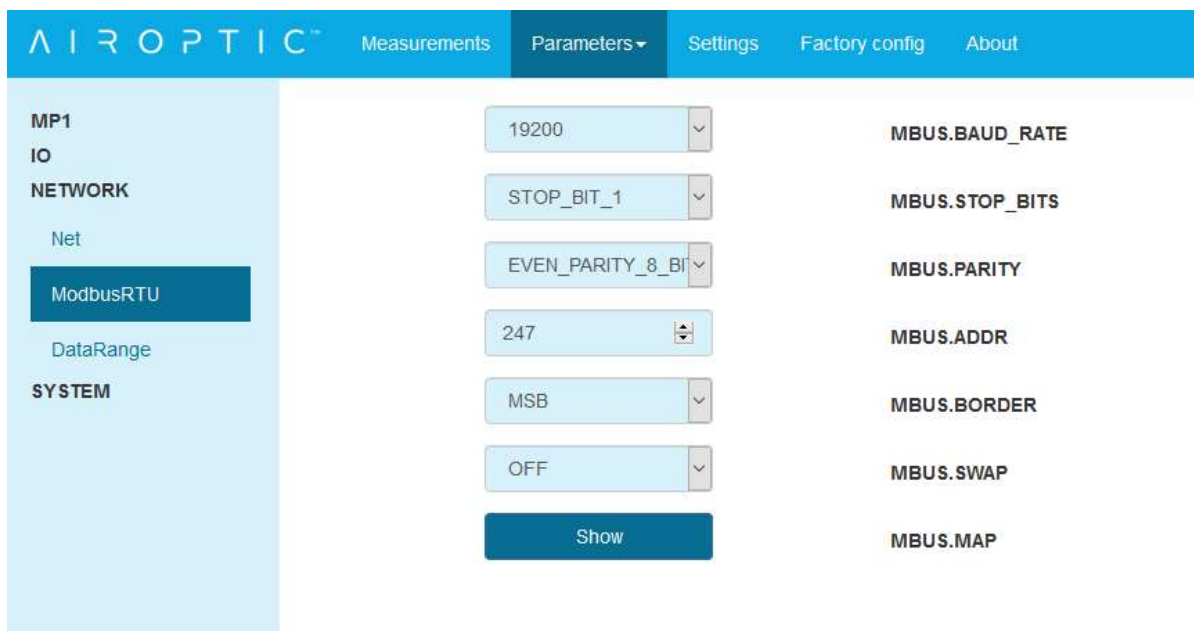 AIROPTIC™ Measurements Parameters Settings Factory config About
MP1
IO
NETWORK
Net
ModbusRTU
DataRange
SYSTEM
19200 MBUS.BAUD_RATE
STOP_BIT_1 MBUS.STOP_BITS
EVEN_PARITY_8_BI MBUS.PARITY
247 MBUS.ADDR
MSB MBUS.BORDER
OFF MBUS.SWAP
Show MBUS.MAP